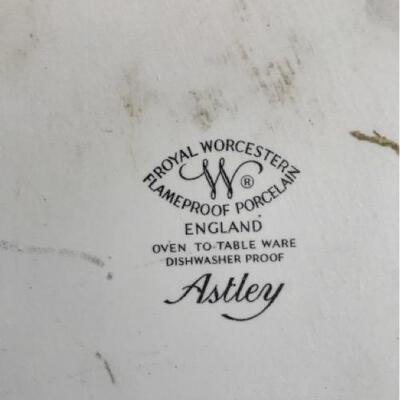 ROYAL WORCESTER
W ®
FLAMEPROOF PORCELAIN
ENGLAND
OVEN TO-TABLE WARE
DISHWASHER PROOF
Astley